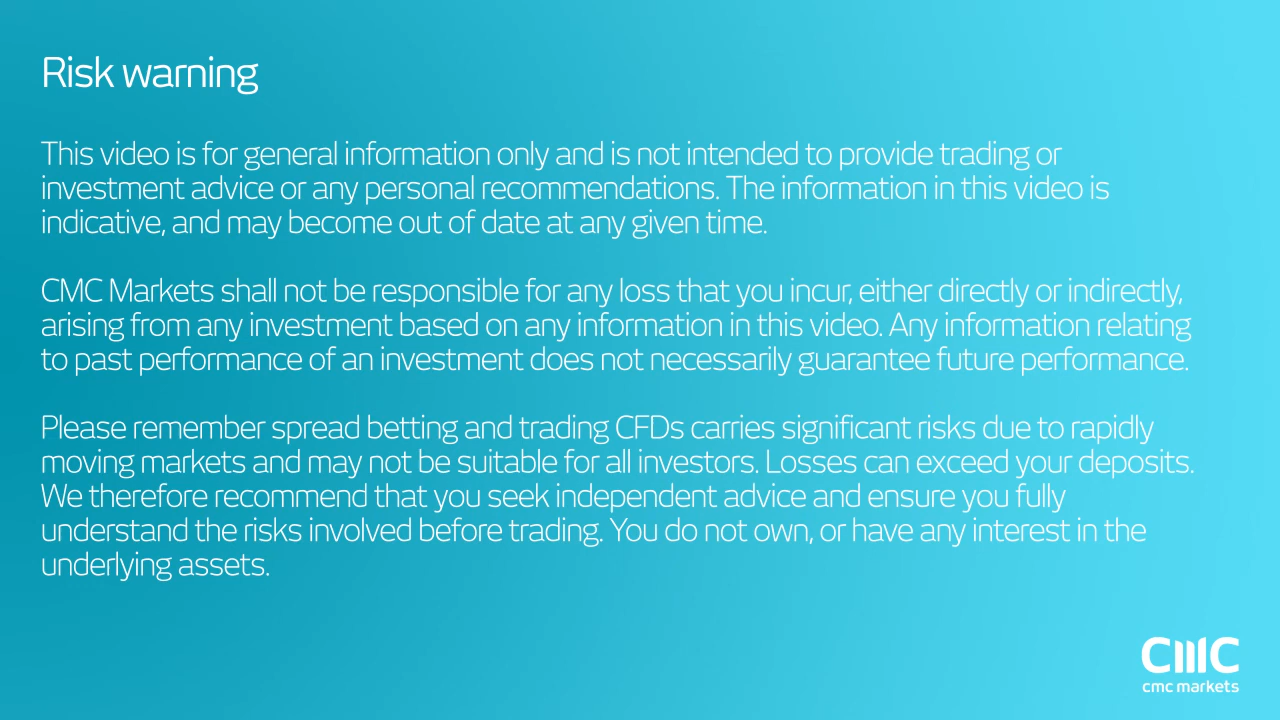 Risk warning
This video is for general information only and is not intended to provide trading or
investment advice or any personal recommendations. The information in this video is
indicative, and may become out of date at any given time.
CMC Markets shall not be responsible for any loss that you incur, either directly or indirectly,
arising from any investment based on any information in this video. Any information relating
to past performance of an investment does not necessarily guarantee future performance.
Please remember spread betting and trading CFDs carries significant risks due to rapidly
moving markets and may not be suitable for all investors. Losses can exceed your deposits.
We therefore recommend that you seek independent advice and ensure you fully
understand the risks involved before trading. You do not own, or have any interest in the
underlying assets.
CMC
cmc markets